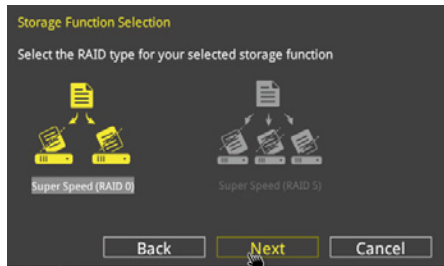 Storage Function Selection
Select the RAID type for your selected storage function
Super Speed (RAID 0)
Super Speed (RAID 5)
Back
Next
Cancel